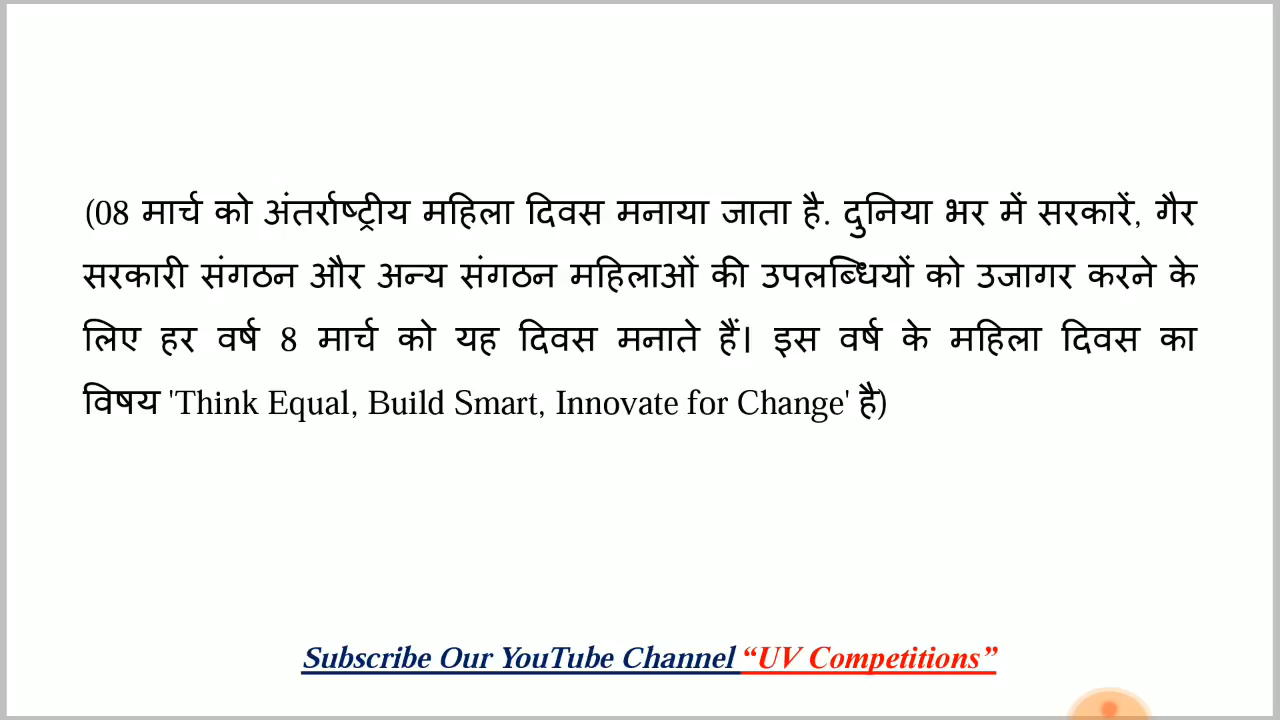 (08 मार्च को अंतर्राष्ट्रीय महिला दिवस मनाया जाता है. दुनिया भर में सरकारें, गैर
सरकारी संगठन और अन्य संगठन महिलाओं की उपलब्धियों को उजागर करने के
लिए हर वर्ष 8 मार्च को यह दिवस मनाते हैं। इस वर्ष के महिला दिवस का
विषय 'Think Equal, Build Smart, Innovate for Change' है)
Subscribe Our YouTube Channel “UV Competitions”